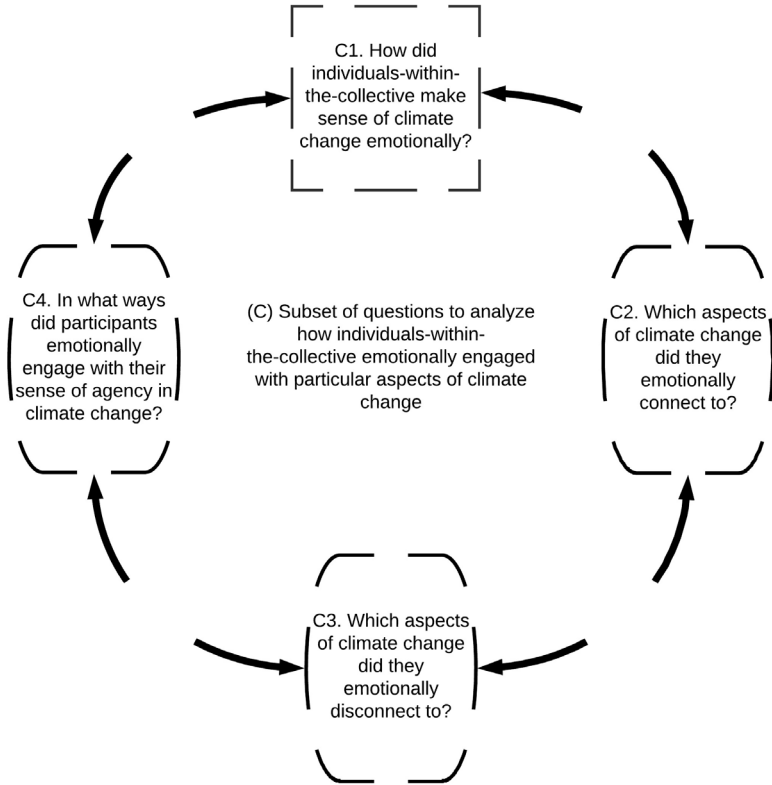 C1. How did
individuals-within-
the-collective make
sense of climate
change emotionally?
C4. In what ways
did participants
emotionally
engage with their
sense of agency in
climate change?
(C) Subset of questions to analyze
how individuals-within-
the-collective emotionally engaged
with particular aspects of climate
change
C2. Which aspects
of climate change
did they
emotionally
connect to?
C3. Which aspects
of climate change
did they
emotionally
disconnect to?